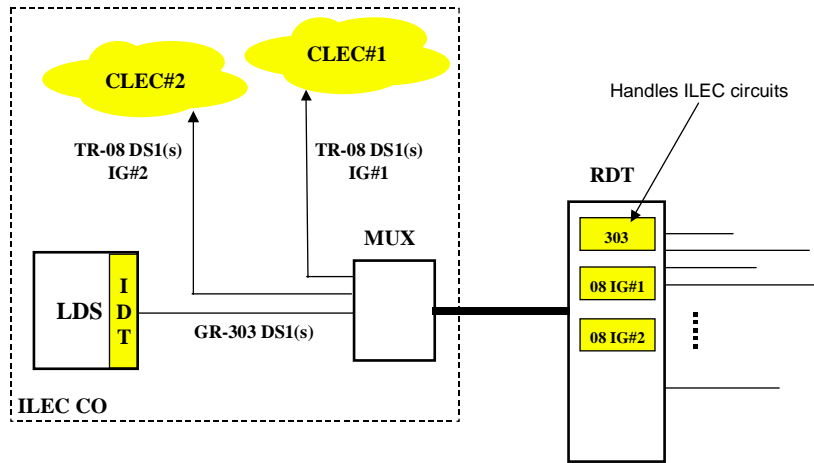 CLEC#1
CLEC#2
Handles ILEC circuits
TR-08 DS1(s)
IG#2
TR-08 DS1(s)
IG#1
RDT
MUX
303
08 IG#1
08 IG#2
LDS
I
D
T
GR-303 DS1(s)
ILEC CO